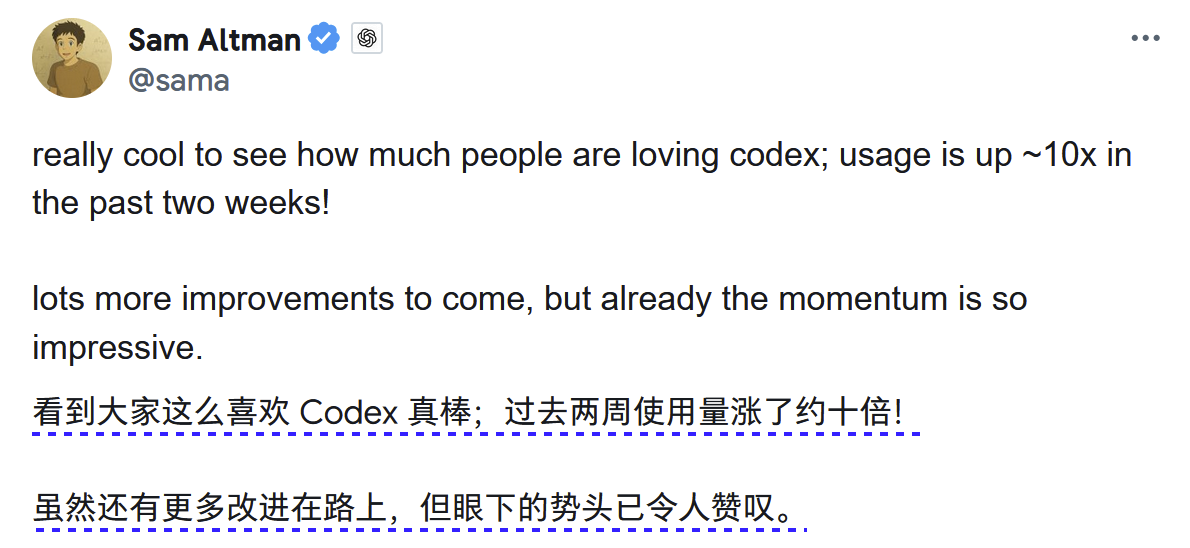 Sam Altman
@sama
really cool to see how much people are loving codex; usage is up ~10x in
the past two weeks!
lots more improvements to come, but already the momentum is so
impressive.
看到大家这么喜欢 Codex 真棒；过去两周使用量涨了约十倍！
虽然还有更多改进在路上，但眼下的势头已令人赞叹。